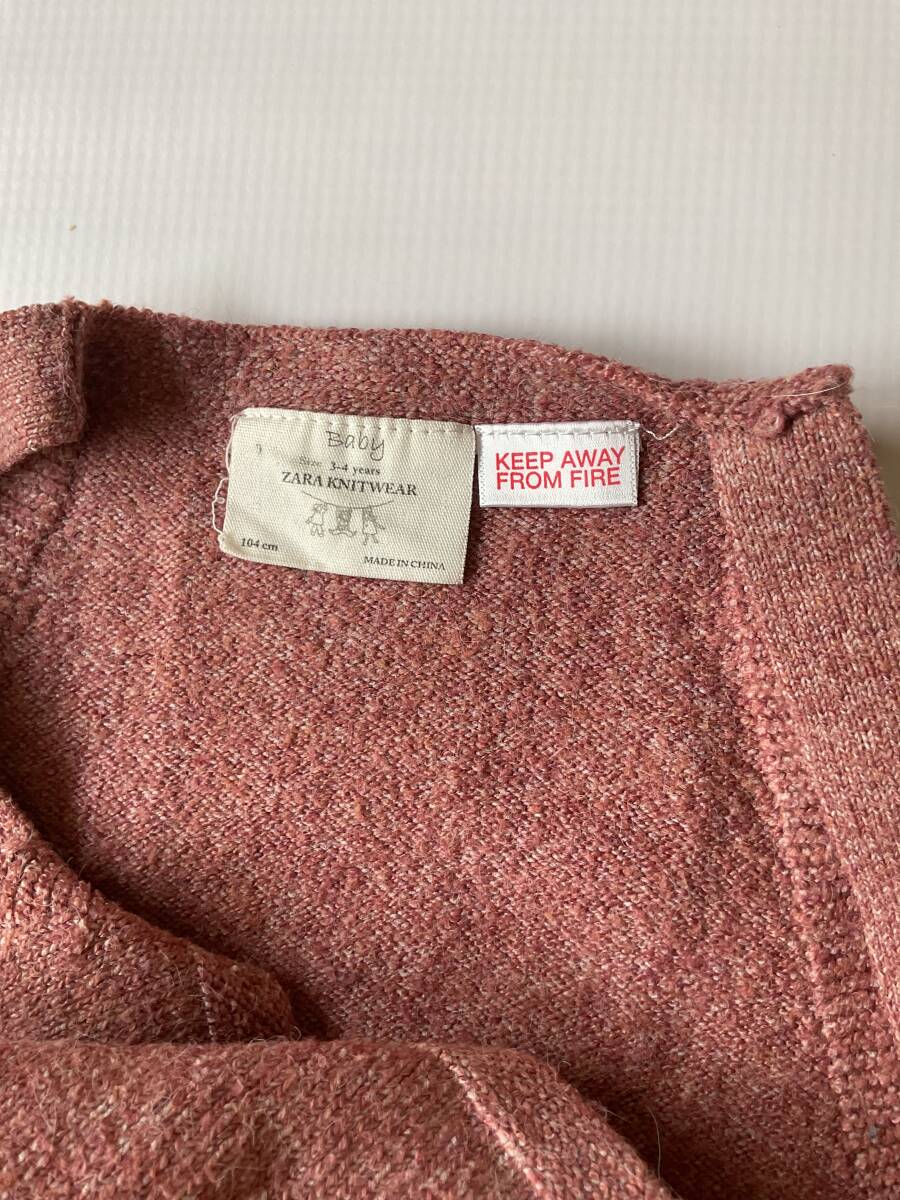 Baby
Size 3-4 years
ZARA KNITWEAR
104 cm
MADE IN CHINA
KEEP AWAY
FROM FIRE